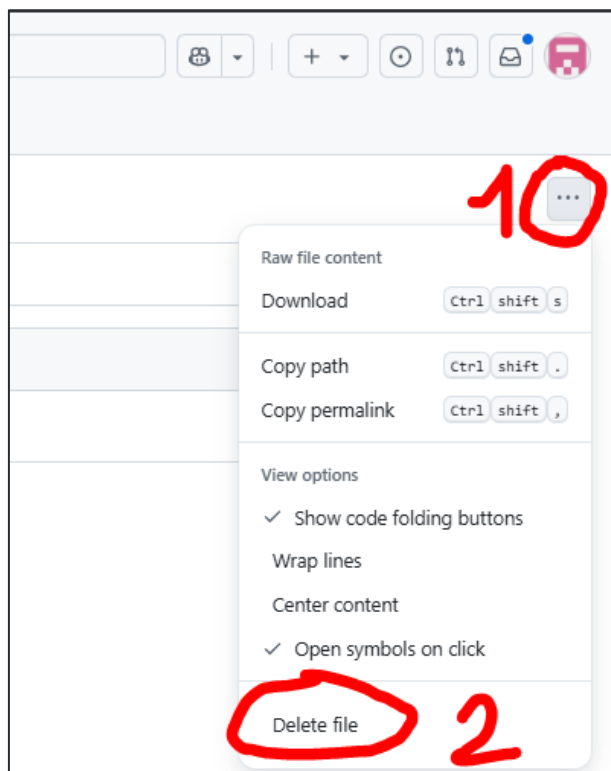 1
Raw file content
Download Ctrl shift s
Copy path Ctrl shift .
Copy permalink Ctrl shift ,
View options
Show code folding buttons
Wrap lines
Center content
Open symbols on click
Delete file 2